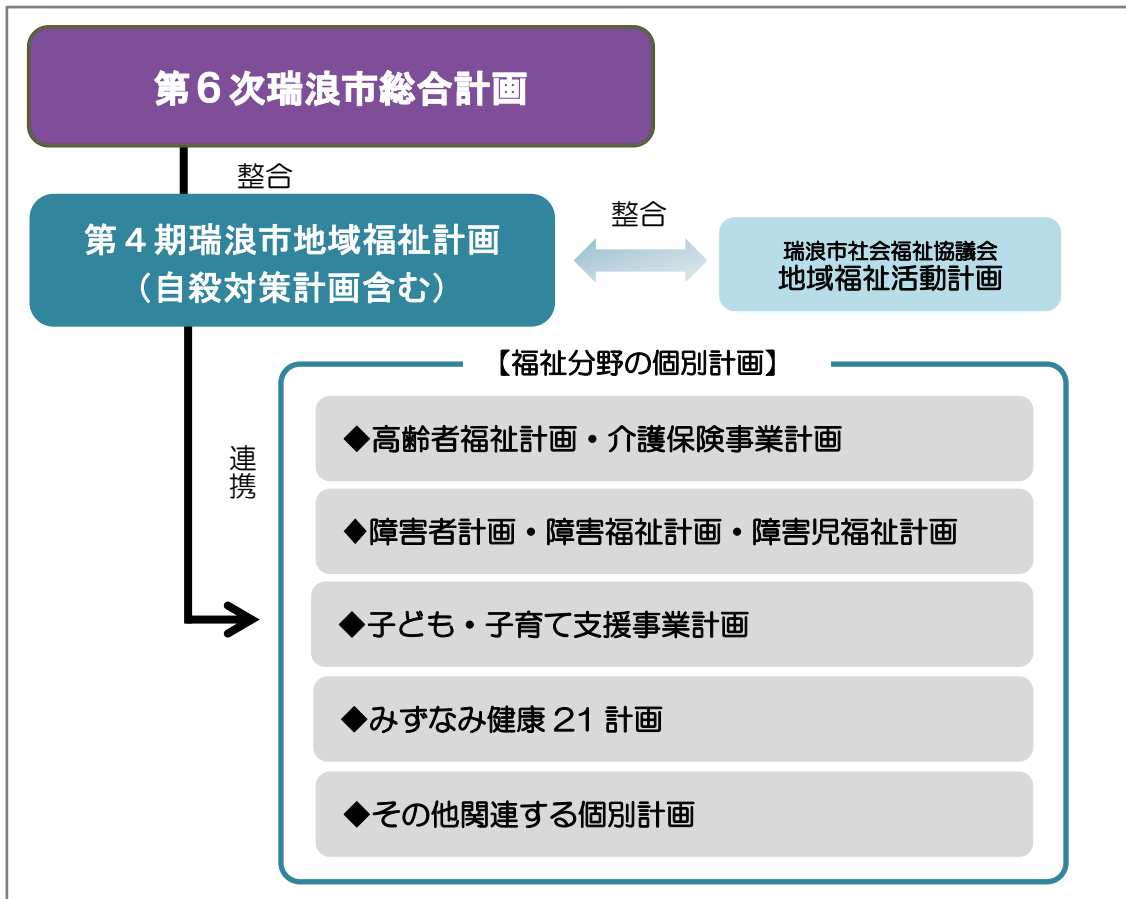 第６次瑞浪市総合計画
整合
第４期瑞浪市地域福祉計画
（自殺対策計画含む）
整合
瑞浪市社会福祉協議会
地域福祉活動計画
連携
【福祉分野の個別計画】
◆高齢者福祉計画・介護保険事業計画
◆障害者計画・障害福祉計画・障害児福祉計画
◆子ども・子育て支援事業計画
◆みずなみ健康 21 計画
◆その他関連する個別計画